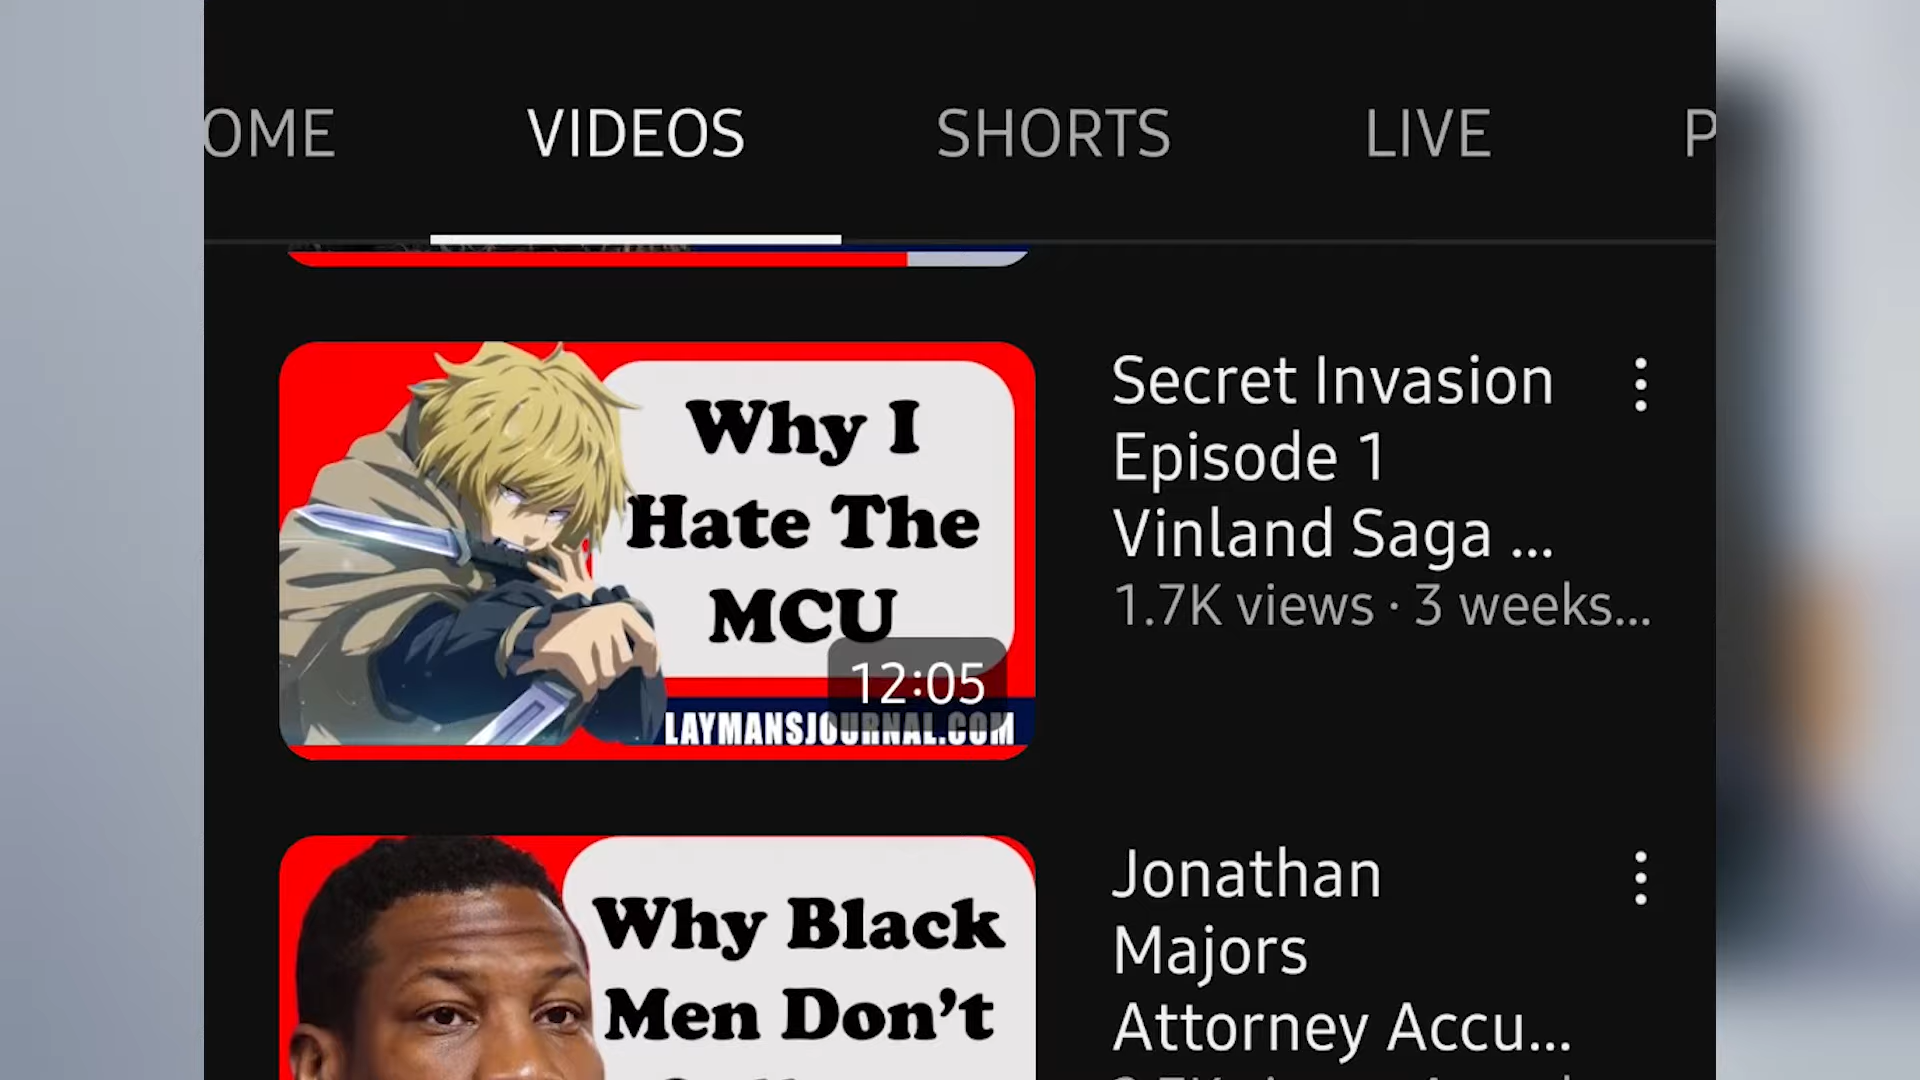 OME VIDEOS SHORTS LIVE P
Why I
Hate The
MCU
12:05
LAYMANSJOURNAL.COM
Secret Invasion
Episode 1
Vinland Saga ...
1.7K views · 3 weeks...
Why Black
Men Don't
Jonathan
Majors
Attorney Accu...